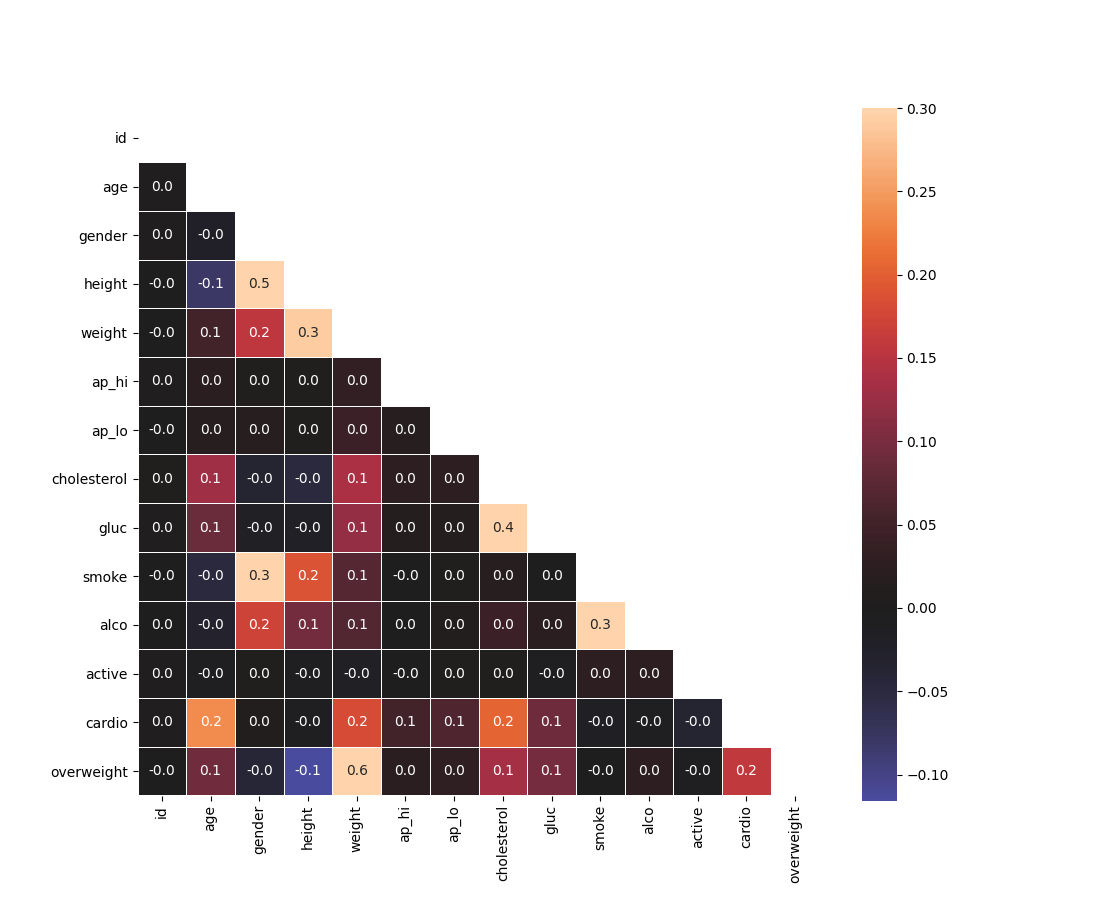 0.30
id
0.25
age 0.0
gender 0.0 -0.0
0.20
height -0.0 -0.1 0.5
weight -0.0 0.1 0.2 0.3
0.15
ap_hi 0.0 0.0 0.0 0.0 0.0
ap_lo -0.0 0.0 0.0 0.0 0.0 0.0
0.10
cholesterol 0.0 0.1 -0.0 -0.0 0.1 0.0 0.0
gluc 0.0 0.1 -0.0 -0.0 0.1 0.0 0.0 0.4
0.05
smoke -0.0 -0.0 0.3 0.2 0.1 -0.0 0.0 0.0 0.0
0.00
alco 0.0 -0.0 0.2 0.1 0.1 0.0 0.0 0.0 0.0 0.3
active 0.0 -0.0 0.0 -0.0 -0.0 -0.0 0.0 0.0 -0.0 0.0 0.0
−0.05
cardio 0.0 0.2 0.0 -0.0 0.2 0.1 0.1 0.2 0.1 -0.0 -0.0 -0.0
overweight -0.0 0.1 -0.0 -0.1 0.6 0.0 0.0 0.1 0.1 -0.0 0.0 -0.0 0.2
−0.10
id
age
gender
height
weight
ap_hi
ap_lo
cholesterol
gluc
smoke
alco
active
cardio
overweight